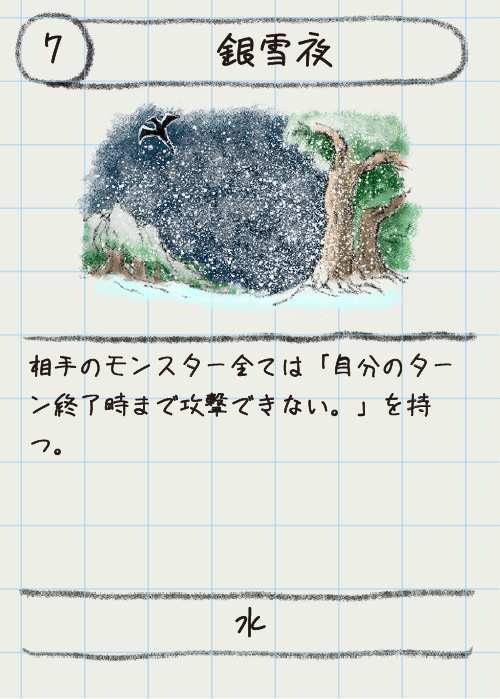 7
銀雪夜
相手のモンスター全ては「自分のター
ン終了時まで攻撃できない。」を持
つ。
水